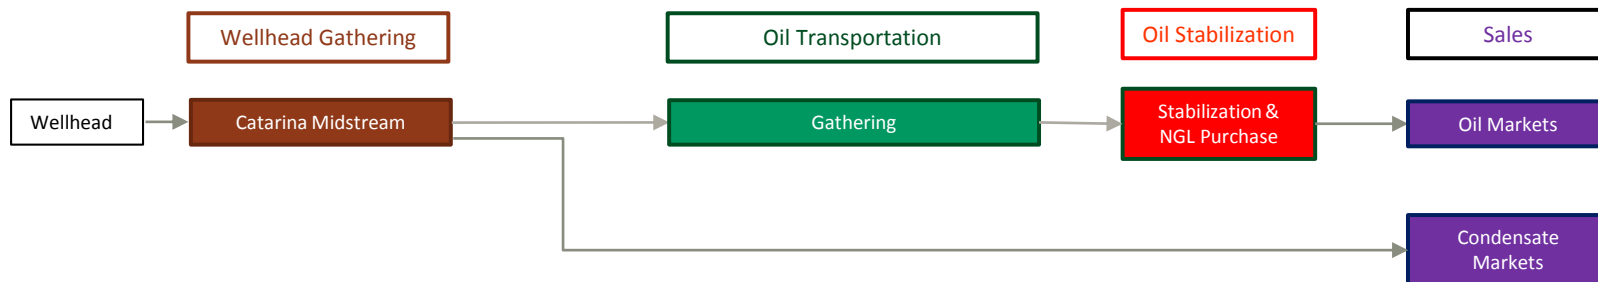 Wellhead Gathering
Oil Transportation
Oil Stabilization
Sales
Wellhead
Catarina Midstream
Gathering
Stabilization &
NGL Purchase
Oil Markets
Condensate
Markets